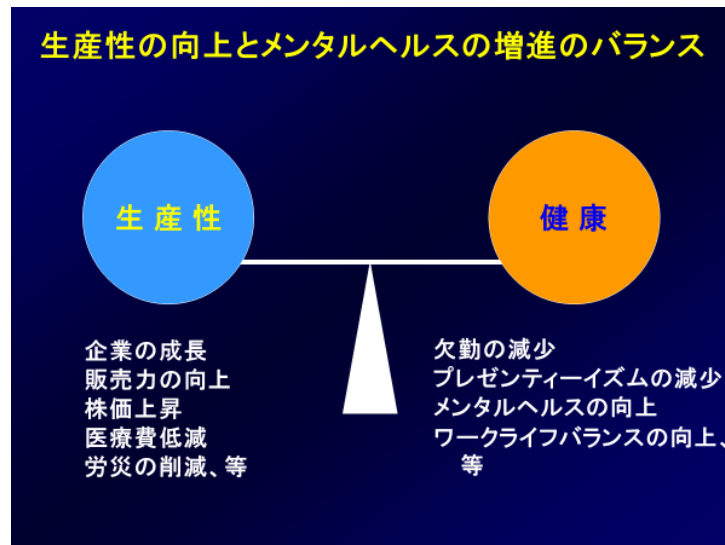 生産性の向上とメンタルヘルスの増進のバランス
生 産 性
健 康
企業の成長
販売力の向上
株価上昇
医療費低減
労災の削減、等
欠勤の減少
プレゼンティーイズムの減少
メンタルヘルスの向上
ワークライフバランスの向上、
等